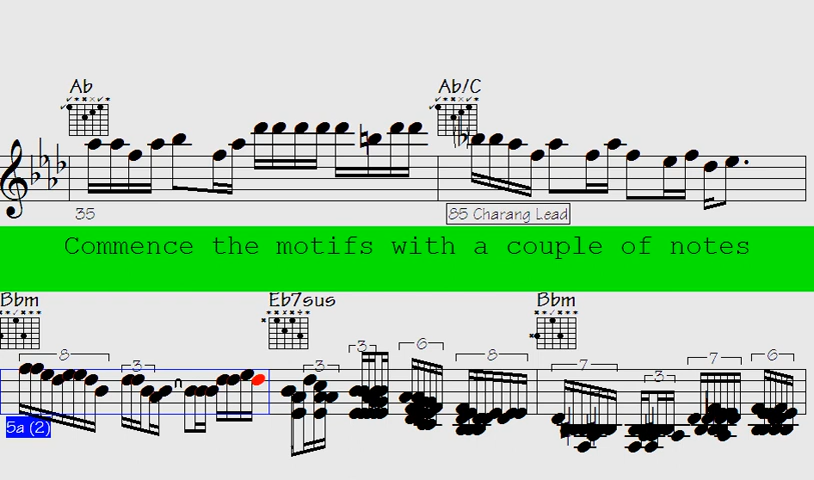 Ab Ab/C
35 85 Charang Lead
Commence the motifs with a couple of notes
Bbm Eb7sus Bbm
8 3 3 3 6 8 7 3 7 6
5a (2)